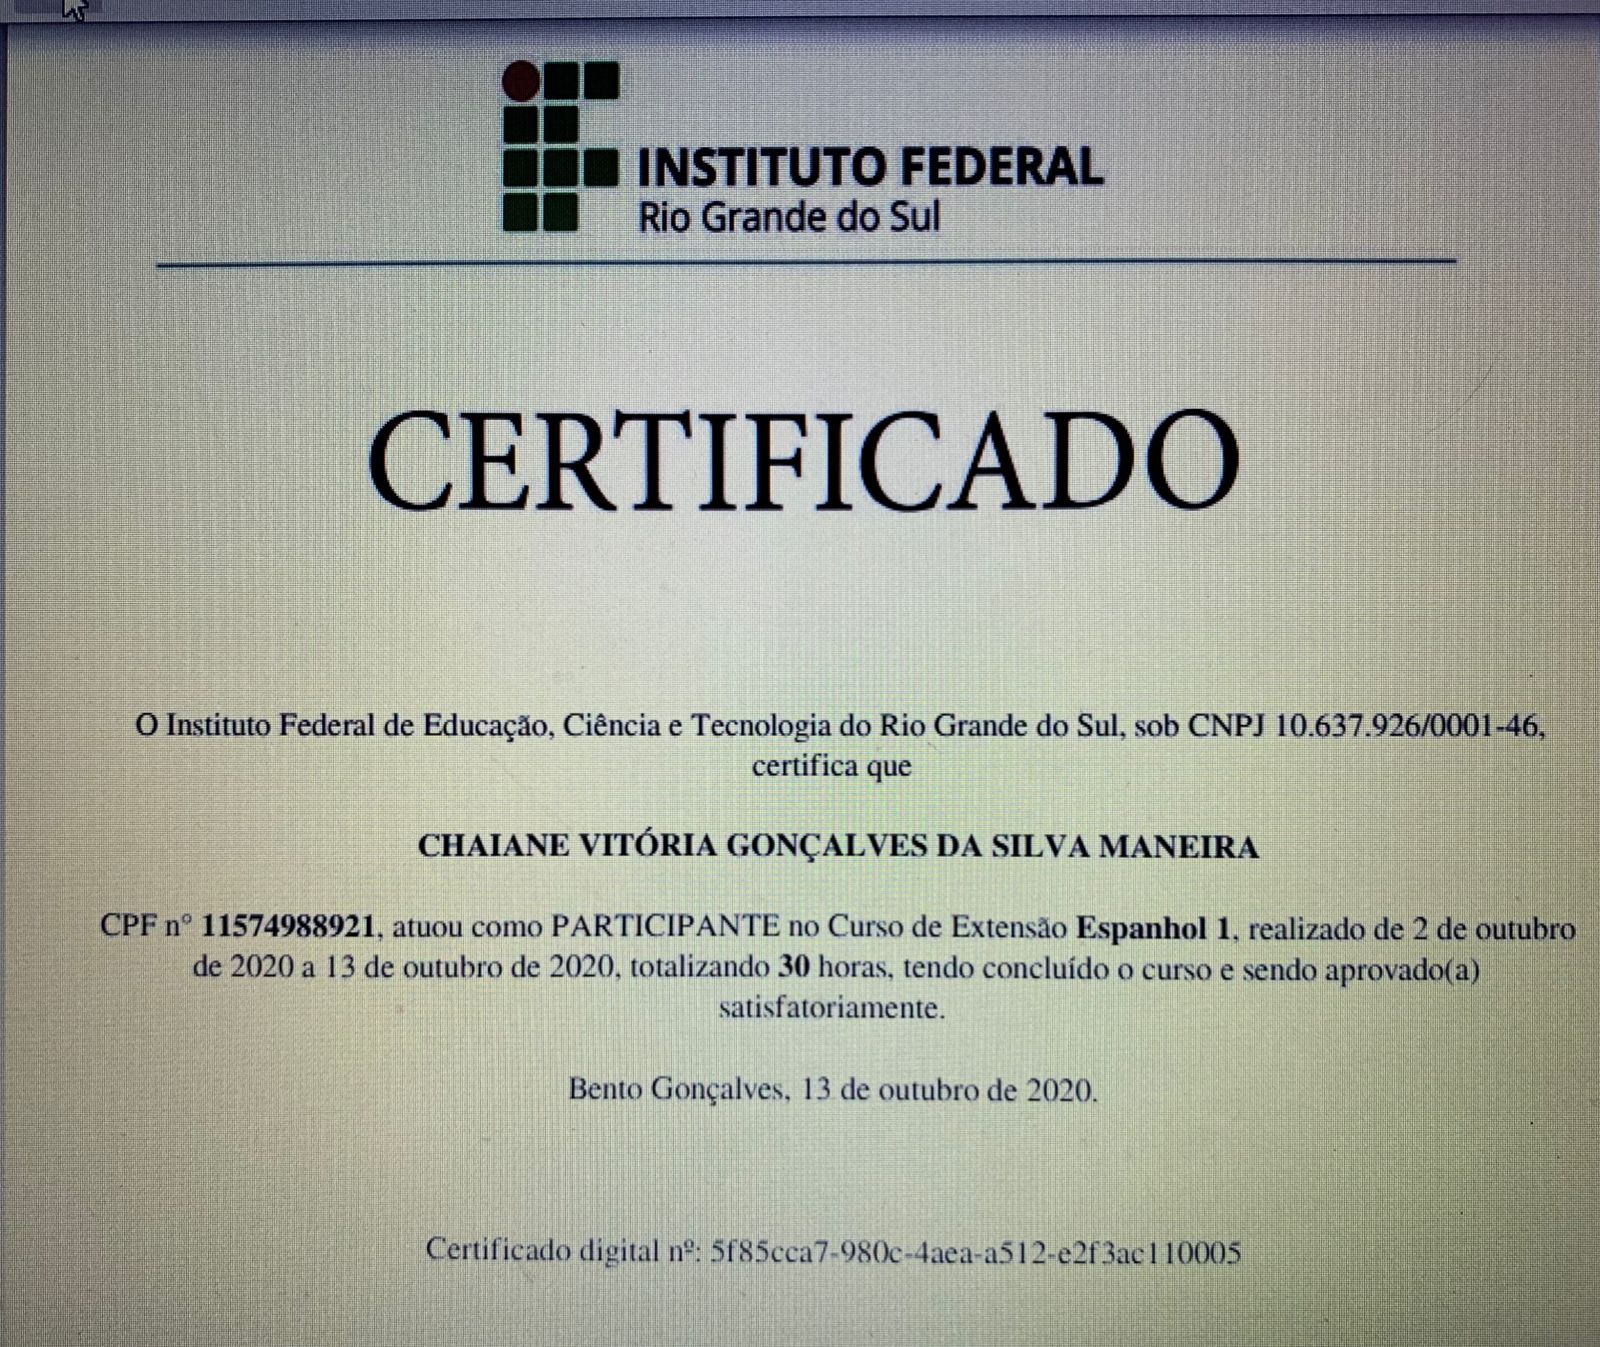 INSTITUTO FEDERAL
Rio Grande do Sul
CERTIFICADO
O Instituto Federal de Educação, Ciência e Tecnologia do Rio Grande do Sul, sob CNPJ 10.637.926/0001-46,
certifica que
CHAIANE VITÓRIA GONÇALVES DA SILVA MANEIRA
CPF nº 11574988921, atuou como PARTICIPANTE no Curso de Extensão Espanhol 1, realizado de 2 de outubro
de 2020 a 13 de outubro de 2020, totalizando 30 horas, tendo concluído o curso e sendo aprovado(a)
satisfatoriamente.
Bento Gonçalves, 13 de outubro de 2020.
Certificado digital nº: 5f85cca7-980c-4aea-a512-e2f3ac110005